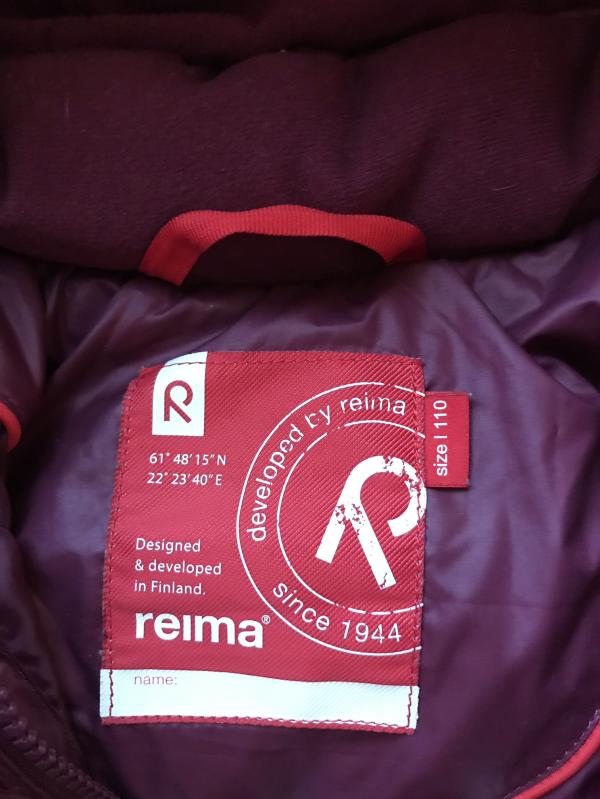 R
61° 48' 15" N
22° 23' 40" E
developed by reima
R
since 1944
size | 110
Designed
& developed
in Finland.
reima®
name: